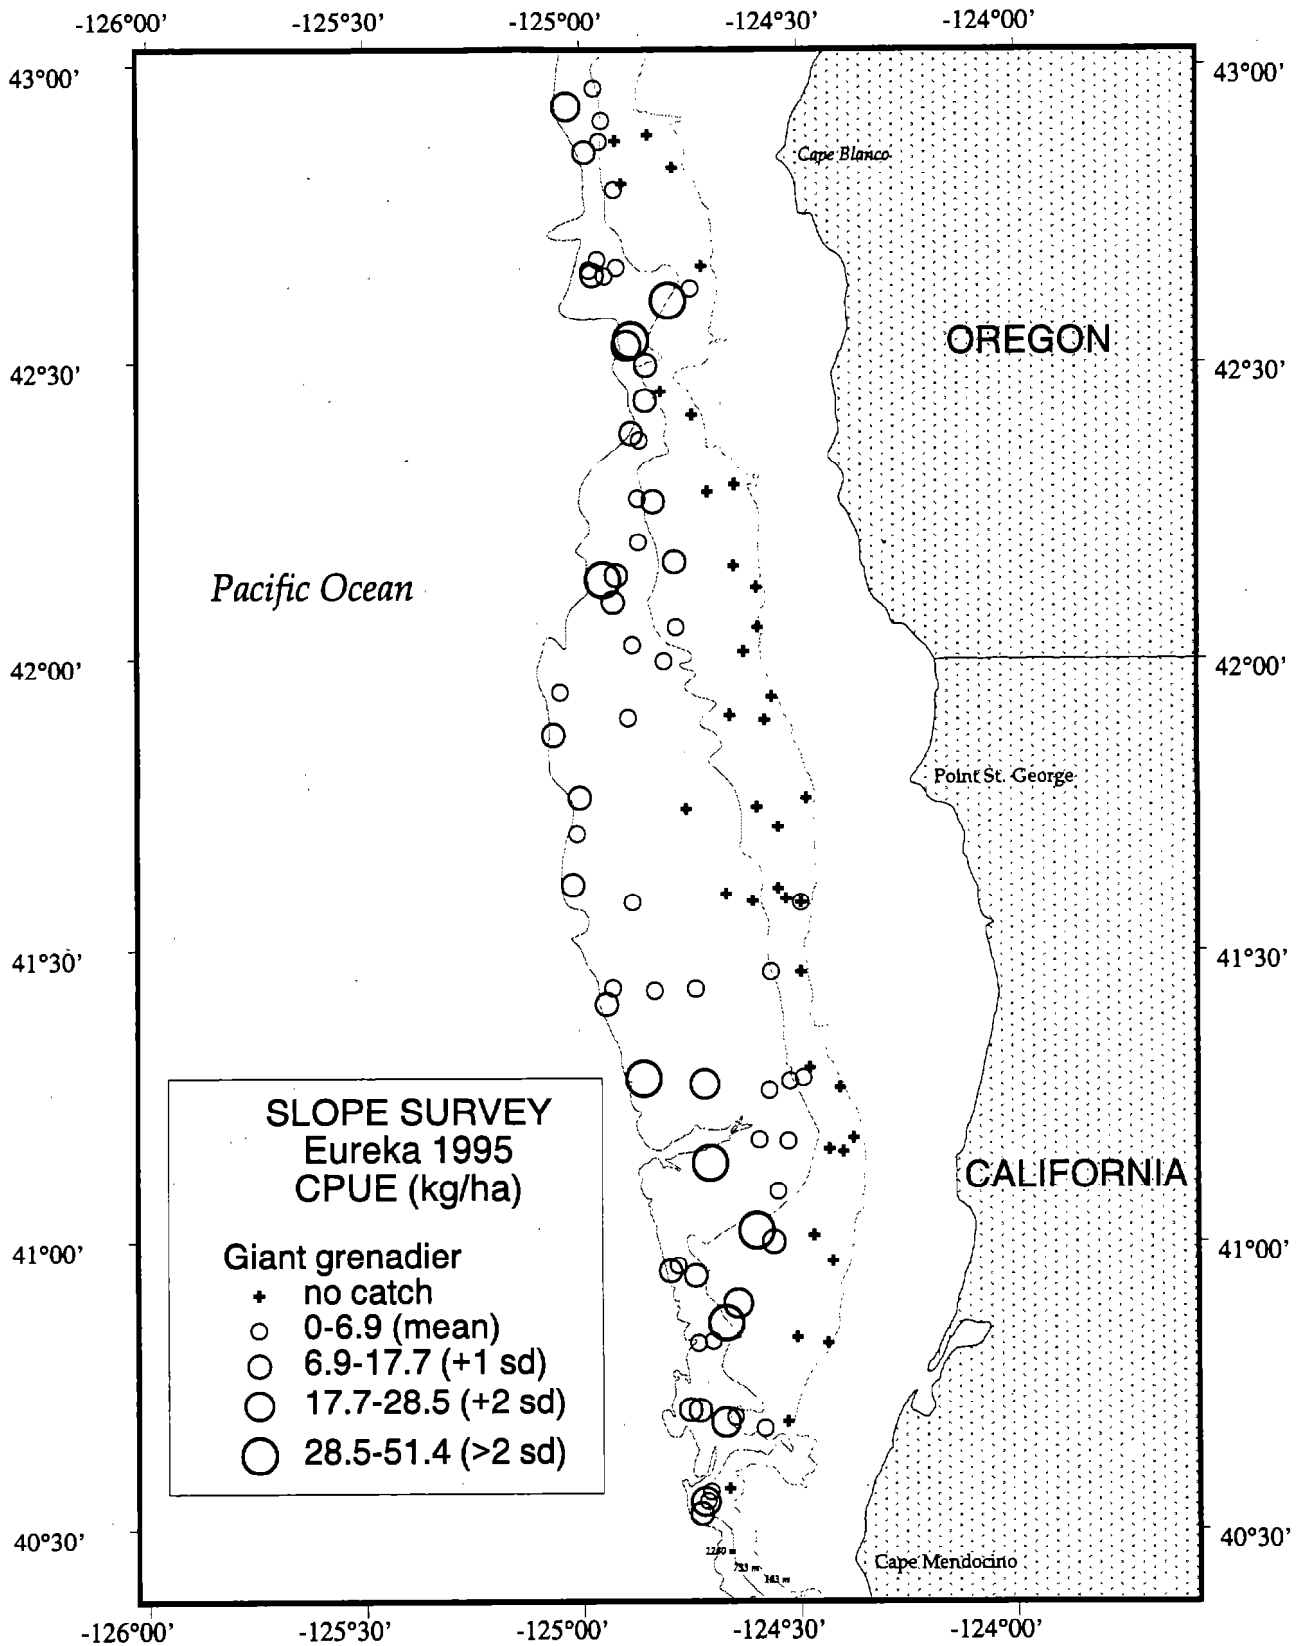 -126°00' -125°30' -125°00' -124°30' -124°00'
43°00' 43°00'
Cape Blanco
OREGON
42°30' 42°30'
Pacific Ocean
42°00' 42°00'
Point St. George
41°30' 41°30'
SLOPE SURVEY
Eureka 1995
CPUE (kg/ha)
CALIFORNIA
41°00' 41°00'
Giant grenadier
no catch
0-6.9 (mean)
6.9-17.7 (+1 sd)
17.7-28.5 (+2 sd)
28.5-51.4 (>2 sd)
40°30' 40°30'
Cape Mendocino
183 m
-126°00' -125°30' -125°00' -124°30' -124°00'